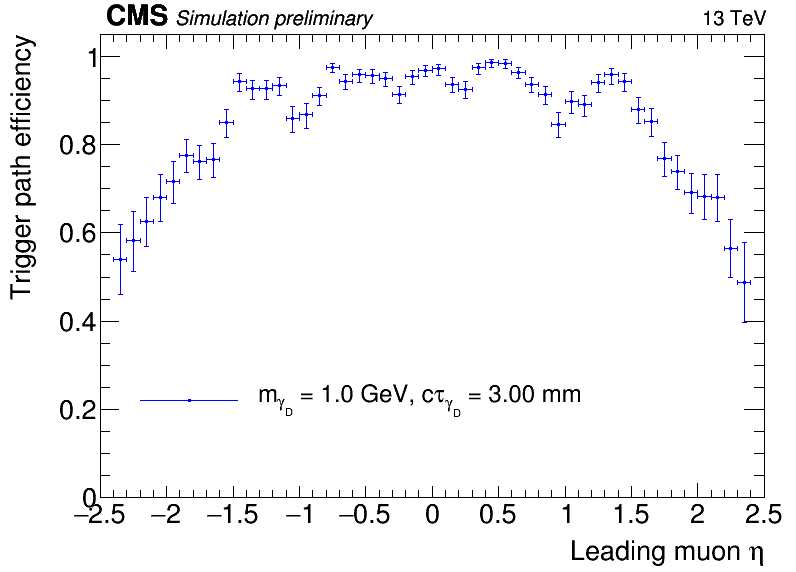 CMS Simulation preliminary 13 TeV
Trigger path efficiency
1
0.8
0.6
0.4
0.2
0
m_γ_D = 1.0 GeV, cτ_γ_D = 3.00 mm
−2.5 −2 −1.5 −1 −0.5 0 0.5 1 1.5 2 2.5
Leading muon η